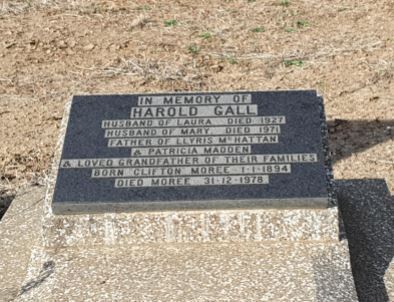 IN MEMORY OF
HAROLD GALL
HUSBAND OF LAURA DIED 1927
HUSBAND OF MARY DIED 1971
FATHER OF LLYRIS McHATTAN
& PATRICIA MADDEN
& LOVED GRANDFATHER OF THEIR FAMILIES
BORN CLIFTON MOREE 1-1-1894
DIED MOREE 31-12-1978